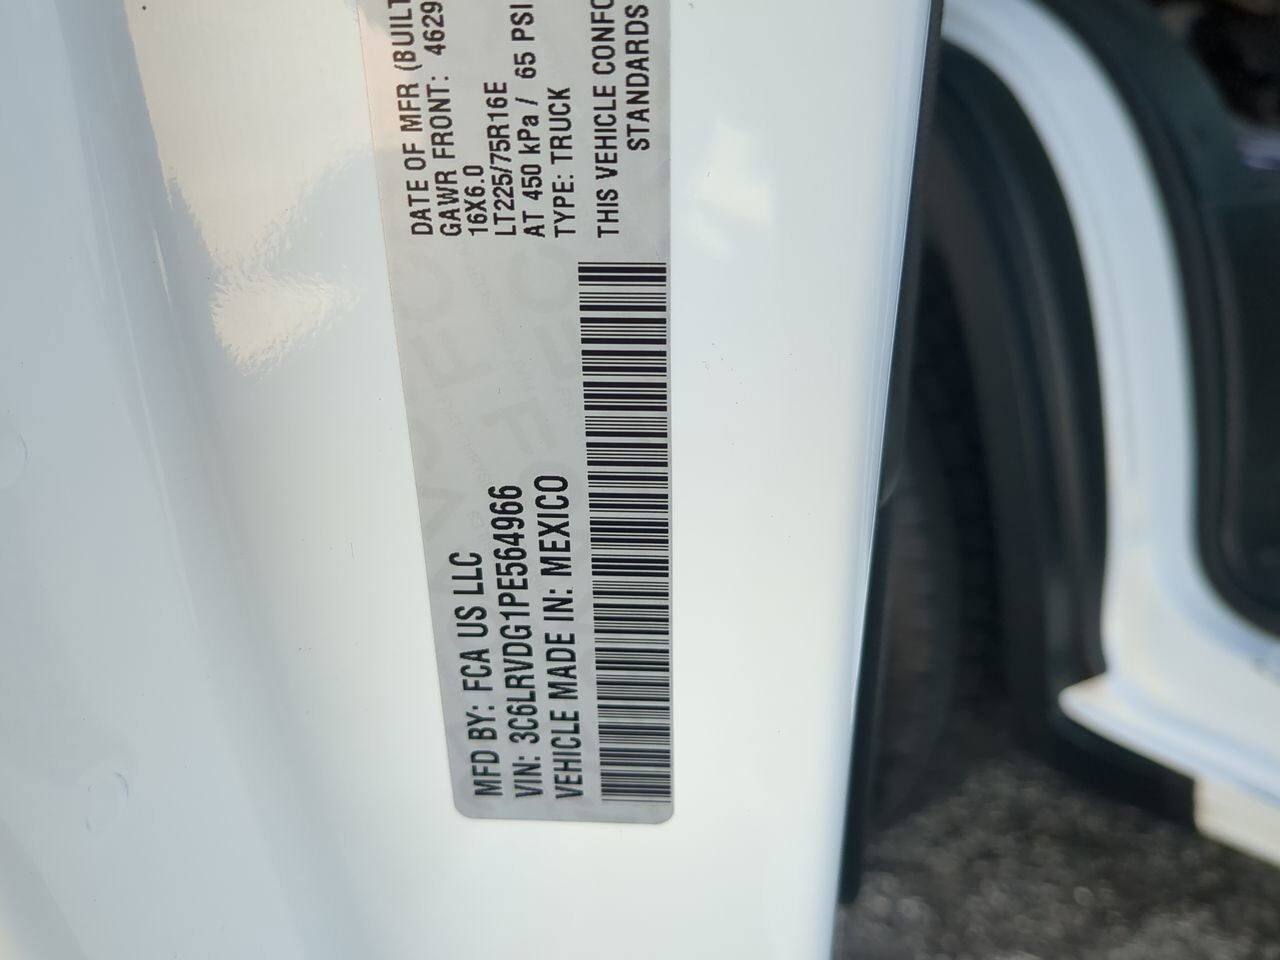 MFD BY: FCA US LLC
VIN: 3C6LRVDG1PE564966
VEHICLE MADE IN: MEXICO
DATE OF MFR (BUILT
GAWR FRONT: 4629
16X6.0
LT225/75R16E
AT 450 kPa / 65 PSI
TYPE: TRUCK
THIS VEHICLE CONFO
STANDARDS